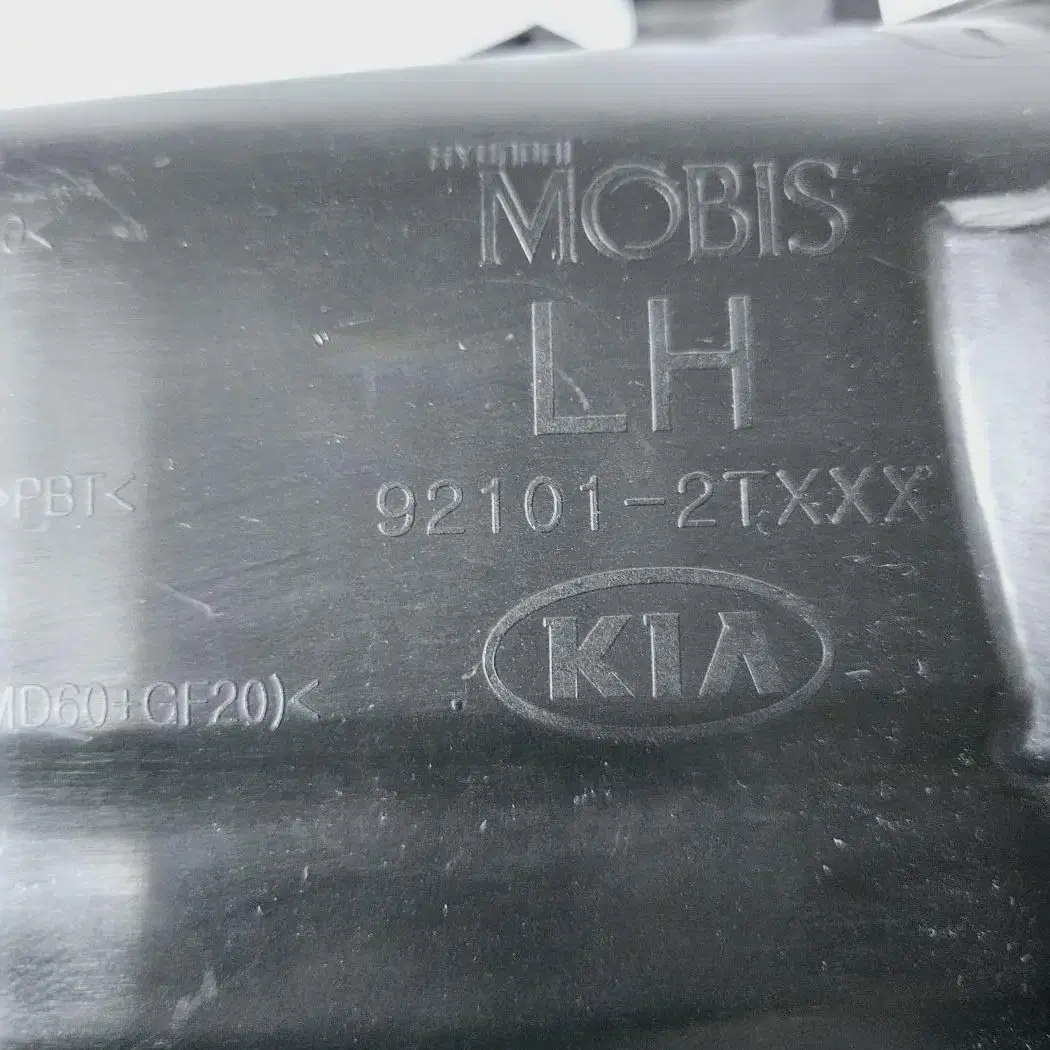 HYUNDAI
MOBIS
LH
>PBT<
92101-2TXXX
KIA
MD60+GF20)<